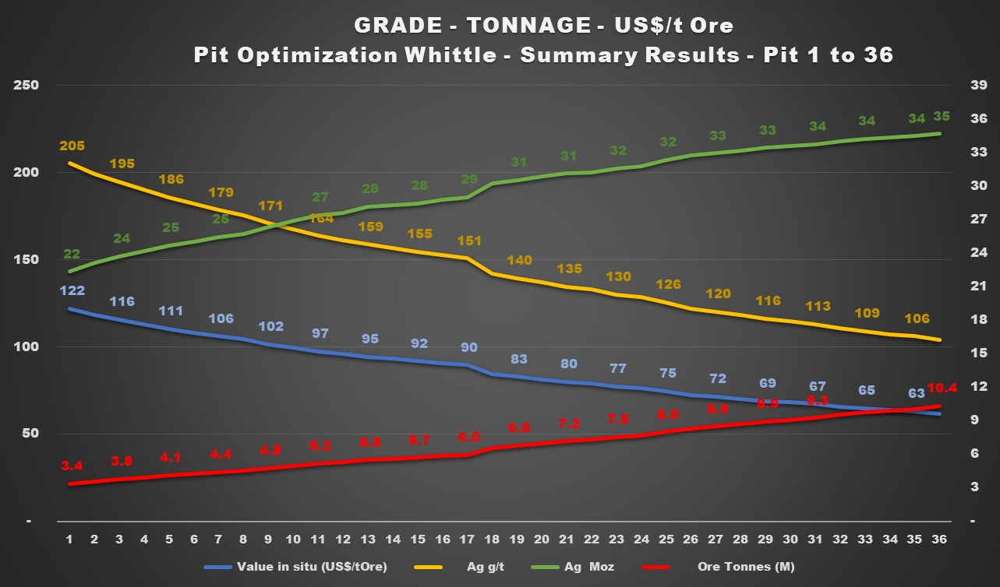 GRADE - TONNAGE - US$/t Ore
Pit Optimization Whittle - Summary Results - Pit 1 to 36
250 39
36
33
200
30
27
150
24
21
18
100
15
12
50
9
6
3
- -
205 195 186 179 171 164 159 155 151 140 135 130 126 120 116 113 109 106
22 24 25 25 27 28 28 29 31 31 32 32 33 33 34 34 34 35
122 116 111 106 102 97 95 92 90 83 80 77 75 72 69 67 65 63
3.4 3.8 4.1 4.4 4.8 5.2 5.5 5.7 6.0 6.8 7.2 7.5 8.0 8.5 8.9 9.3 10.4
1 2 3 4 5 6 7 8 9 10 11 12 13 14 15 16 17 18 19 20 21 22 23 24 25 26 27 28 29 30 31 32 33 34 35 36
Value in situ (US$/tOre) Ag g/t Ag Moz Ore Tonnes (M)